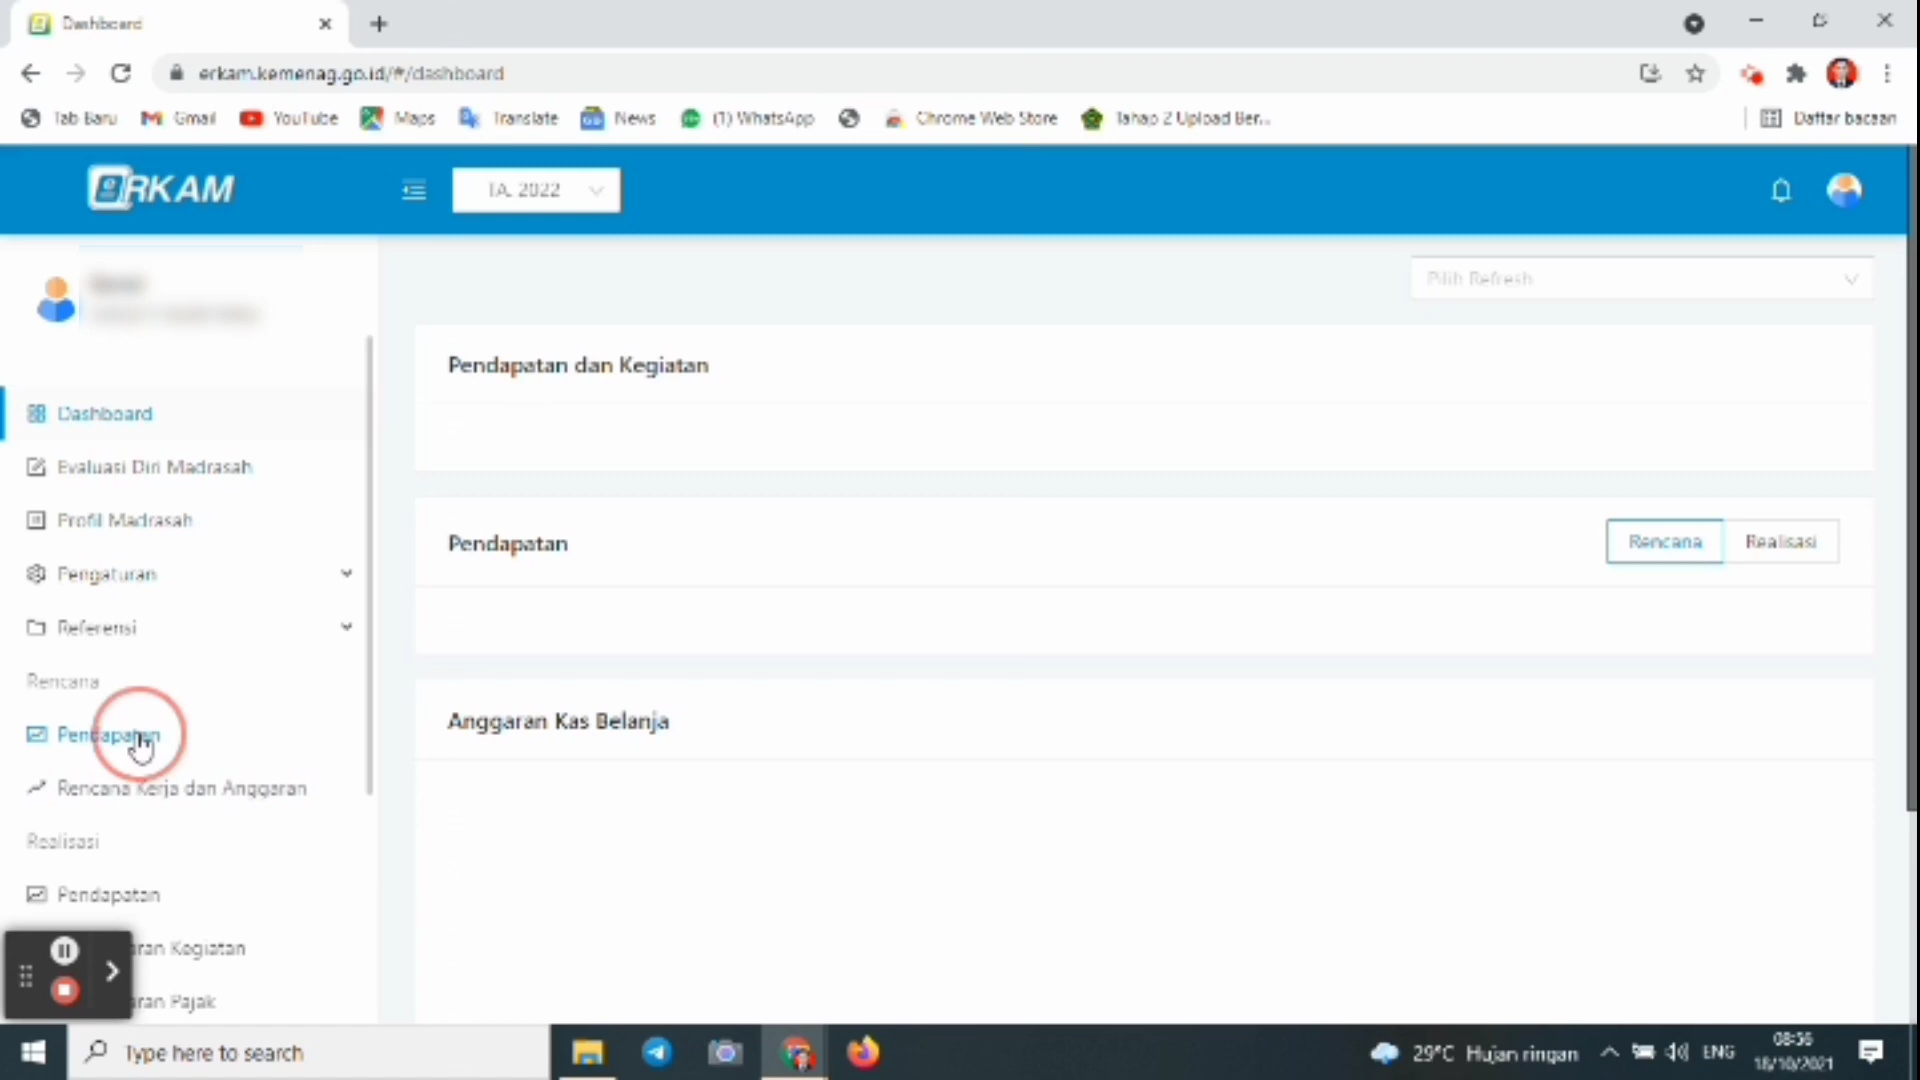 Dashboard
erkam.kemenag.go.id/#/dashboard
Tab Baru
Gmail
YouTube
Maps
Translate
News
(1) WhatsApp
Chrome Web Store
Tahap 2 Upload Ber...
Daftar bacaan
eRKAM
TA. 2022
Pilih Refresh
Pendapatan dan Kegiatan
Dashboard
Evaluasi Diri Madrasah
Profil Madrasah
Pendapatan
Rencana
Realisasi
Pengaturan
Referensi
Rencana
Pendapatan
Anggaran Kas Belanja
Rencana Kerja dan Anggaran
Realisasi
Pendapatan
aran Kegiatan
aran Pajak
Type here to search
29°C Hujan ringan
ENG
08:56
18/10/2021